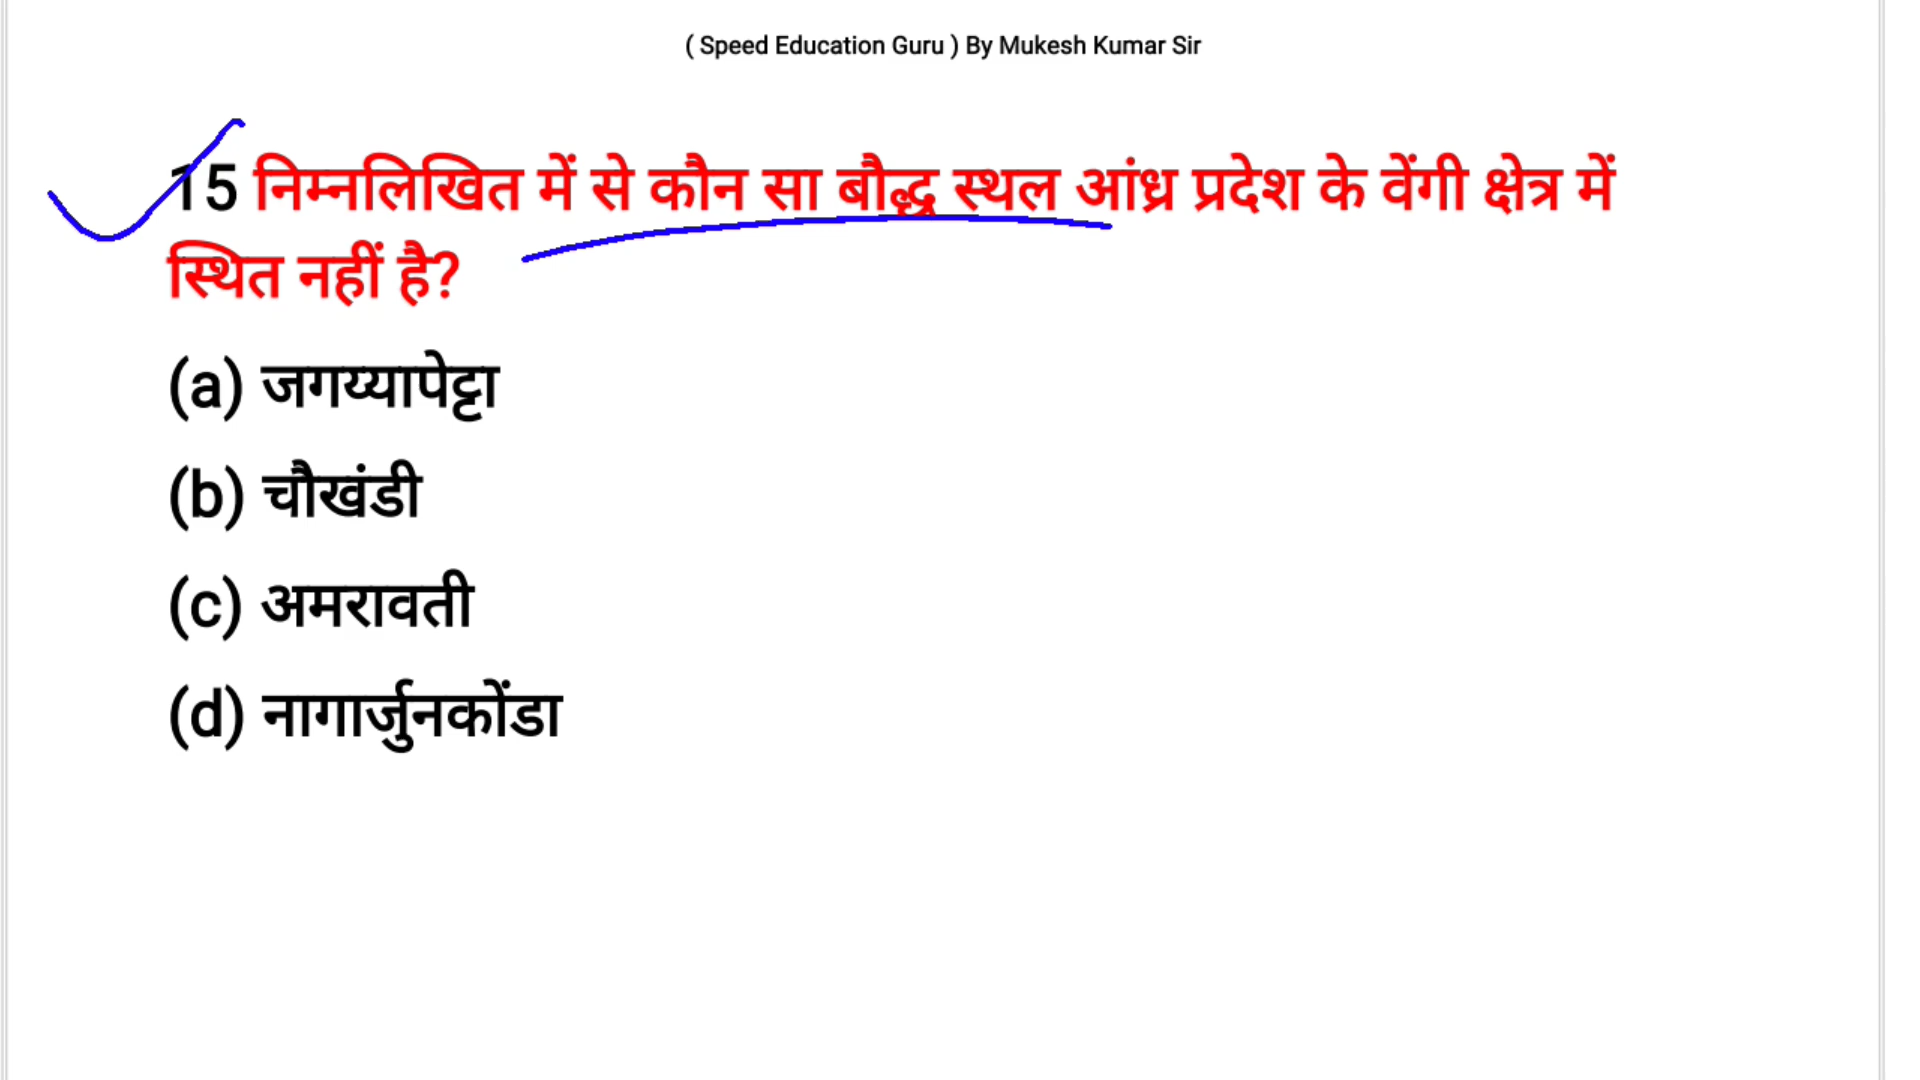 ( Speed Education Guru ) By Mukesh Kumar Sir
15 निम्नलिखित में से कौन सा बौद्ध स्थल आंध्र प्रदेश के वेंगी क्षेत्र में
स्थित नहीं है?
(a) जगय्यापेट्टा
(b) चौखंडी
(c) अमरावती
(d) नागार्जुनकोंडा